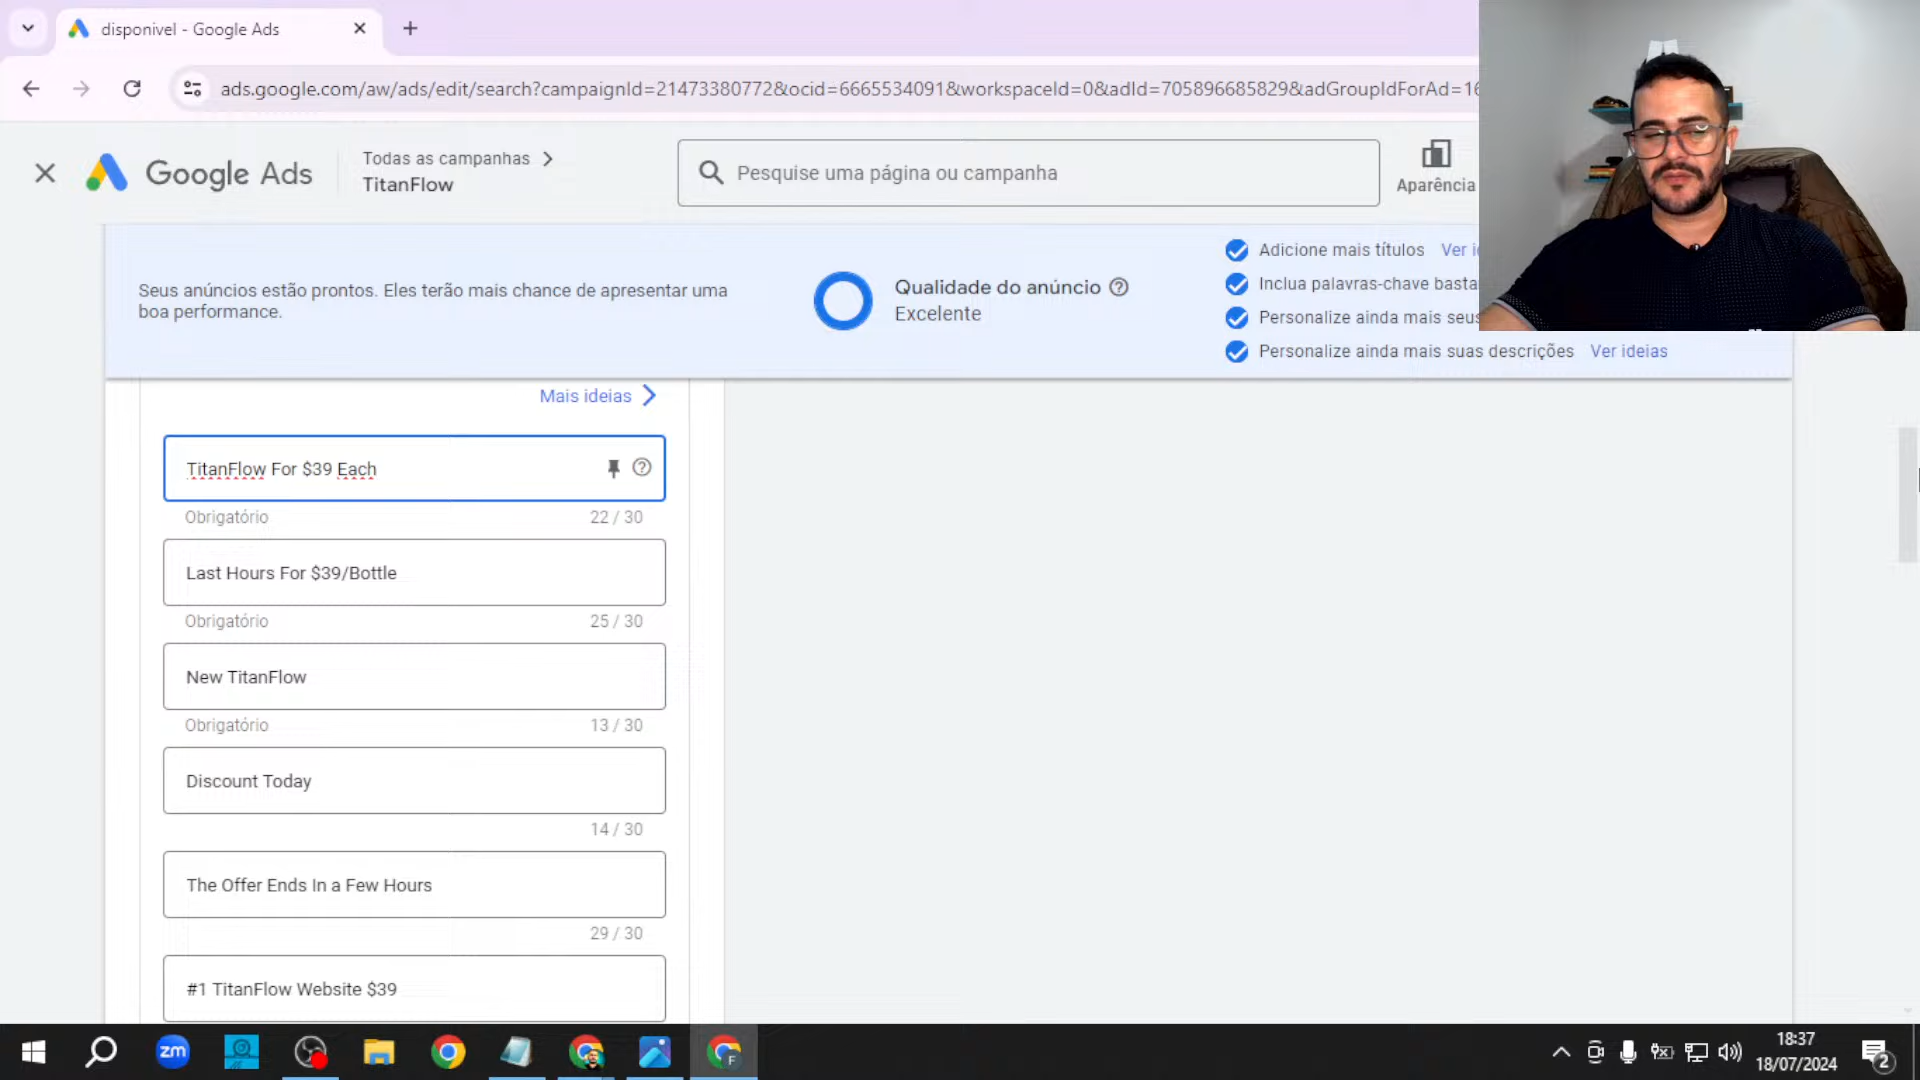 disponivel - Google Ads
ads.google.com/aw/ads/edit/search?campaignId=21473380772&ocid=6665534091&workspaceId=0&adId=705896685829&adGroupIdForAd=16
Google Ads
Todas as campanhas
TitanFlow
Pesquise uma página ou campanha
Aparência
Seus anúncios estão prontos. Eles terão mais chance de apresentar uma
boa performance.
Qualidade do anúncio
Excelente
Adicione mais títulos Ver
Inclua palavras-chave
Personalize ainda mais seus
Personalize ainda mais suas descrições Ver ideias
Mais ideias
TitanFlow For $39 Each
Obrigatório 22 / 30
Last Hours For $39/Bottle
Obrigatório 25 / 30
New TitanFlow
Obrigatório 13 / 30
Discount Today
14 / 30
The Offer Ends In a Few Hours
29 / 30
#1 TitanFlow Website $39
zm
F
18:37
18/07/2024
2